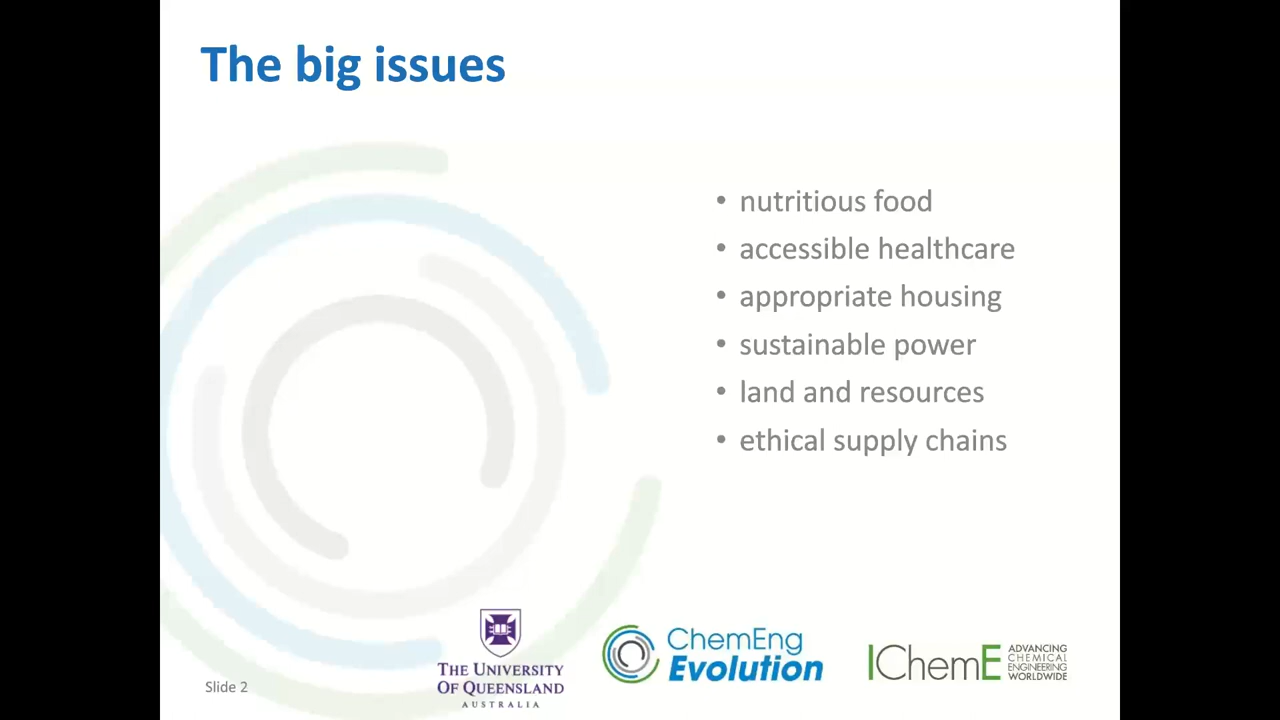 The big issues
• nutritious food
• accessible healthcare
• appropriate housing
• sustainable power
• land and resources
• ethical supply chains
Slide 2
THE UNIVERSITY
OF QUEENSLAND
AUSTRALIA
ChemEng
Evolution
IChemE
ADVANCING
CHEMICAL
ENGINEERING
WORLDWIDE